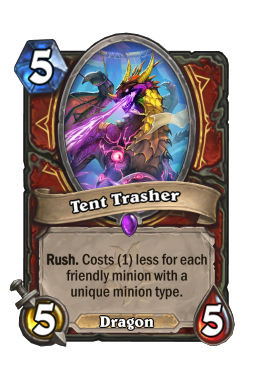 5
Tent Trasher
Rush. Costs (1) less for each
friendly minion with a
unique minion type.
5
Dragon
5